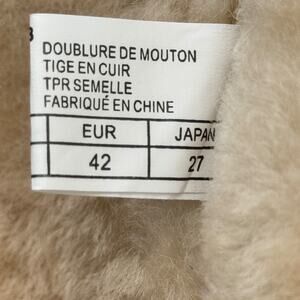 DOUBLURE DE MOUTON
TIGE EN CUIR
TPR SEMELLE
FABRIQUÉ EN CHINE
EUR JAPAN
42 27